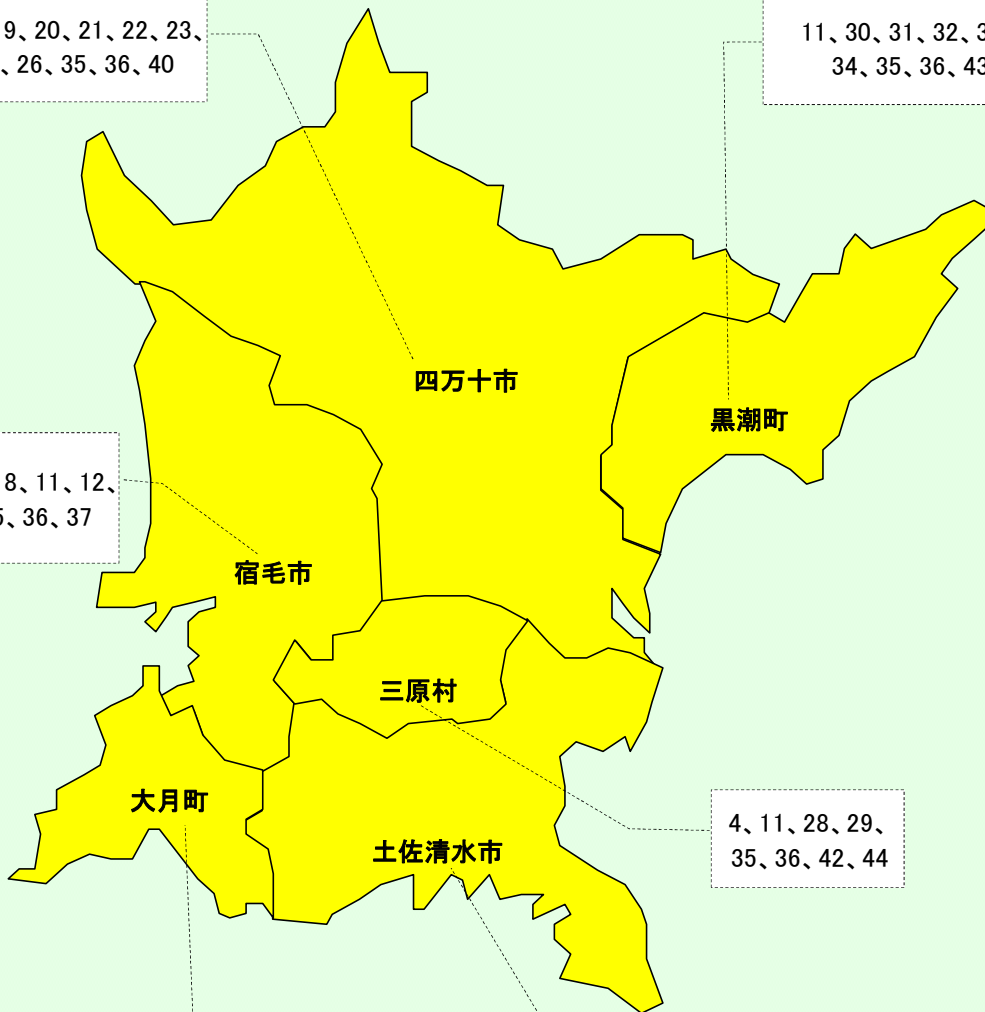 9、20、21、22、23、
、26、35、36、40
11、30、31、32、3
34、35、36、43
四万十市
黒潮町
8、11、12、
5、36、37
宿毛市
三原村
大月町
4、11、28、29、
35、36、42、44
土佐清水市